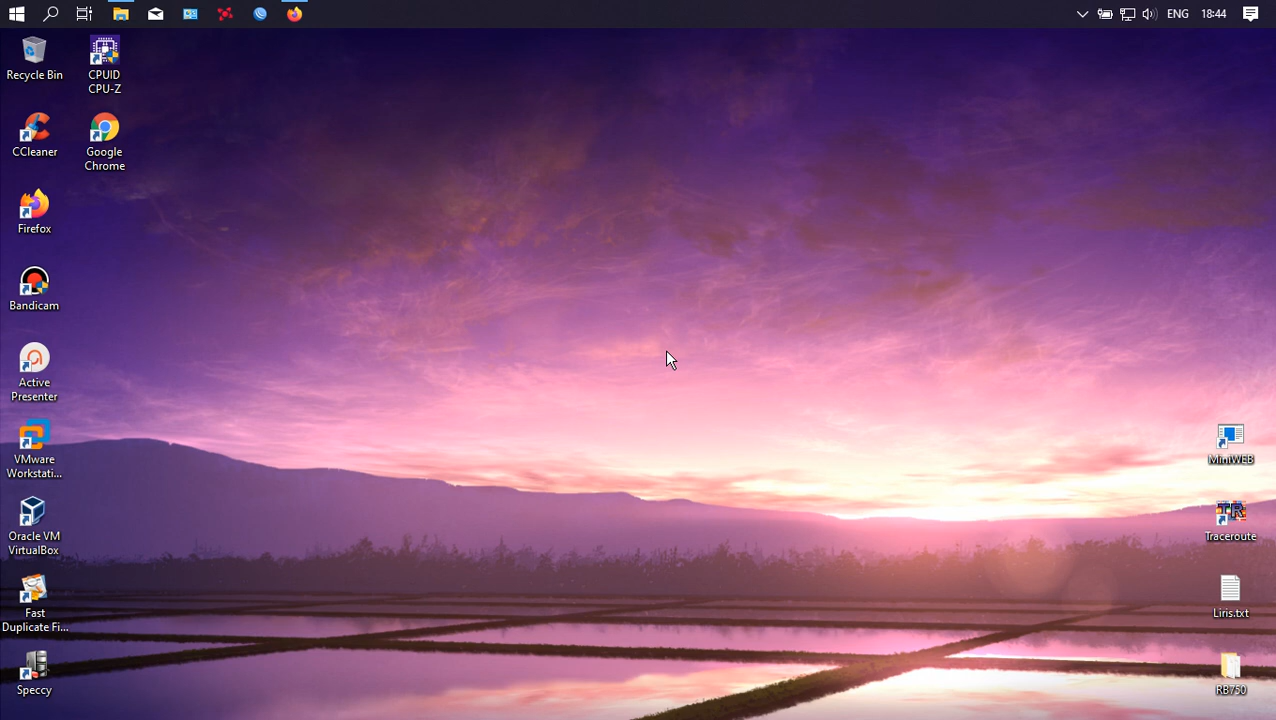 ENG
18:44
Recycle Bin
CPUID
CPU-Z
CCleaner
Google
Chrome
Firefox
Bandicam
Active
Presenter
VMware
Workstati...
Oracle VM
VirtualBox
Fast
Duplicate Fi...
Speccy
MiniWEB
TR
Traceroute
Liris.txt
RB750